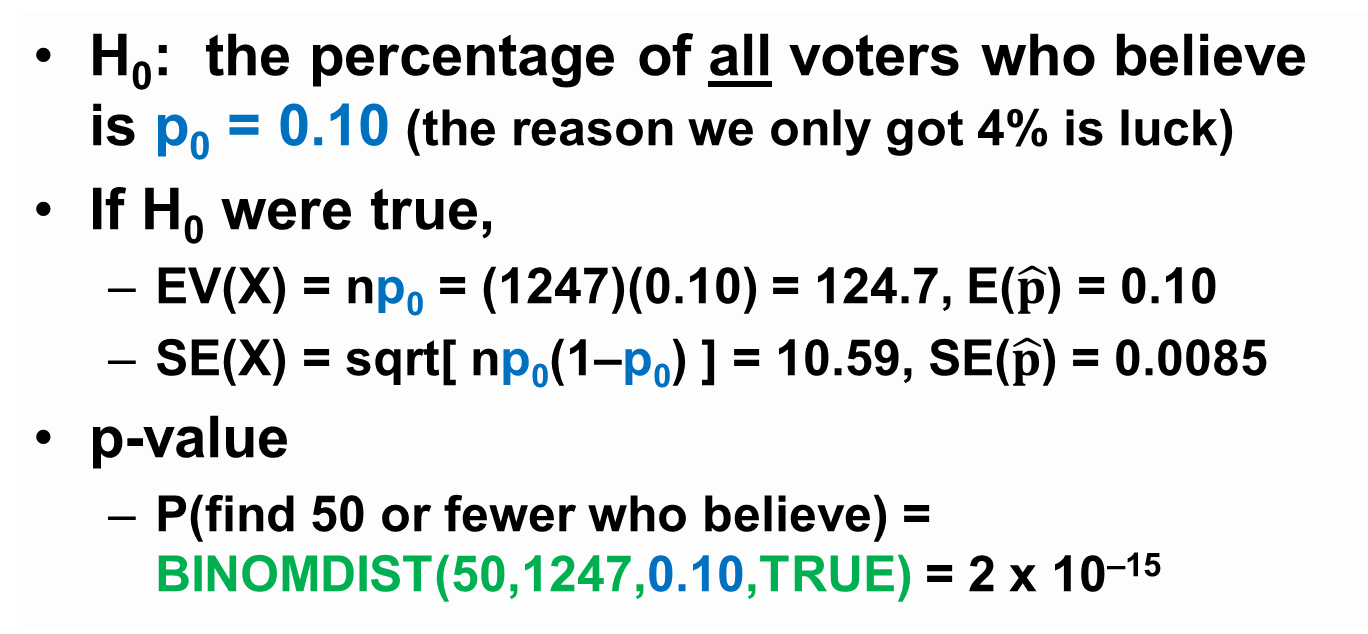 • H₀: the percentage of all voters who believe
is p₀ = 0.10 (the reason we only got 4% is luck)
• If H₀ were true,
– EV(X) = np₀ = (1247)(0.10) = 124.7, E(p̂) = 0.10
– SE(X) = sqrt[ np₀(1–p₀) ] = 10.59, SE(p̂) = 0.0085
• p-value
– P(find 50 or fewer who believe) =
BINOMDIST(50,1247,0.10,TRUE) = 2 x 10⁻¹⁵